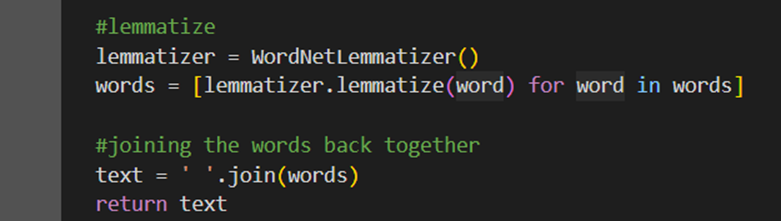 #lemmatize
lemmatizer = WordNetLemmatizer()
words = [lemmatizer.lemmatize(word) for word in words]
#joining the words back together
text = ' '.join(words)
return text